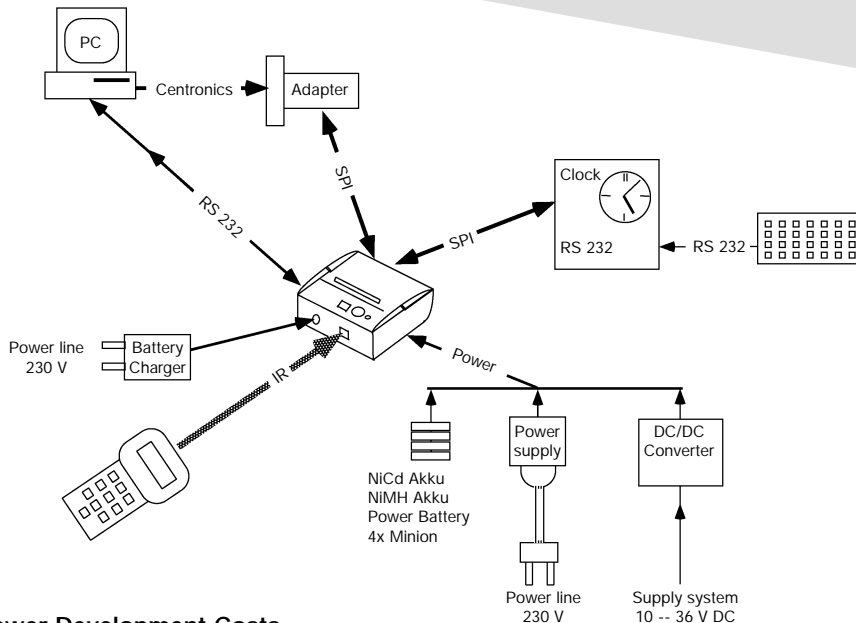 PC
Centronics
Adapter
SPI
RS 232
Clock
SPI
RS 232
RS 232
Power line
230 V
Battery
Charger
IR
Power
NiCd Akku
NiMH Akku
Power Battery
4x Minion
Power
supply
DC/DC
Converter
Power line
230 V
Supply system
10 -- 36 V DC